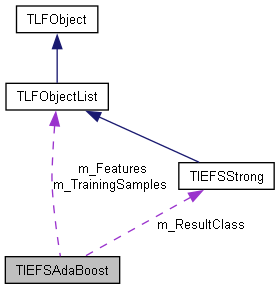 TLFObject
TLFObjectList
m_Features
m_TrainingSamples
TIEFSStrong
m_ResultClass
TIEFSAdaBoost